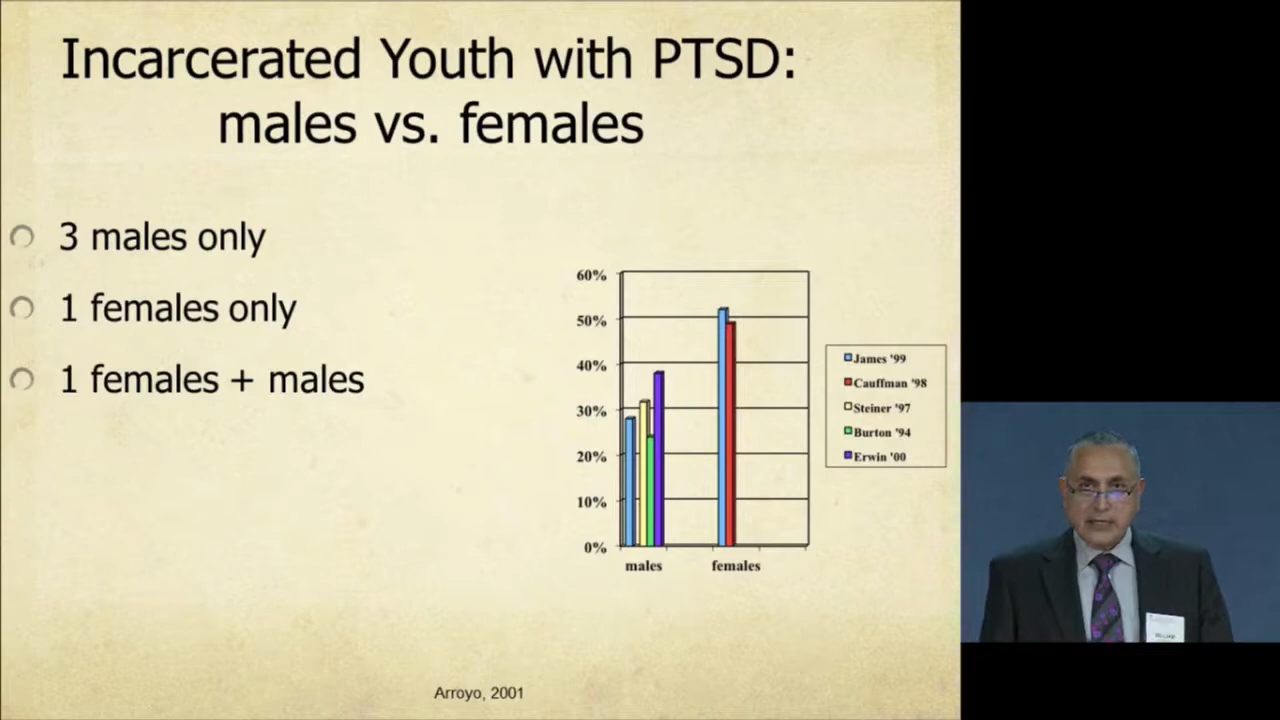 Incarcerated Youth with PTSD:
males vs. females
3 males only
1 females only
1 females + males
60%
50%
40%
30%
20%
10%
0%
males
females
James '99
Cauffman '98
Steiner '97
Burton '94
Erwin '00
Arroyo, 2001